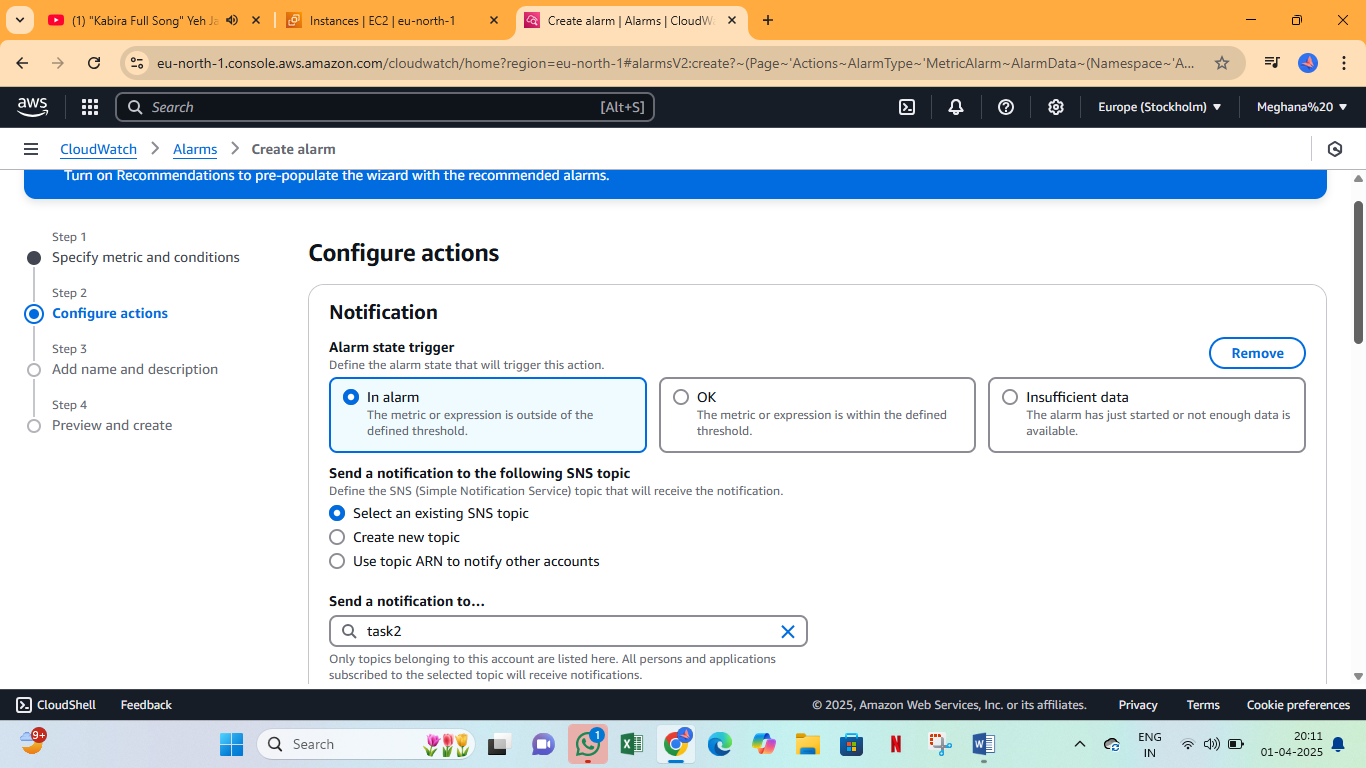 (1) "Kabira Full Song" Yeh Ja
Instances | EC2 | eu-north-1
Create alarm | Alarms | CloudWa
eu-north-1.console.aws.amazon.com/cloudwatch/home?region=eu-north-1#alarmsV2:create?~(Page~'Actions~AlarmType~'MetricAlarm~AlarmData~(Namespace~'A...
aws
Search
[Alt+S]
Europe (Stockholm)
Meghana%20
CloudWatch
Alarms
Create alarm
Turn on Recommendations to pre-populate the wizard with the recommended alarms.
Step 1
Specify metric and conditions
Step 2
Configure actions
Step 3
Add name and description
Step 4
Preview and create
Configure actions
Notification
Alarm state trigger
Define the alarm state that will trigger this action.
Remove
In alarm
The metric or expression is outside of the
defined threshold.
OK
The metric or expression is within the defined
threshold.
Insufficient data
The alarm has just started or not enough data is
available.
Send a notification to the following SNS topic
Define the SNS (Simple Notification Service) topic that will receive the notification.
Select an existing SNS topic
Create new topic
Use topic ARN to notify other accounts
Send a notification to...
task2
Only topics belonging to this account are listed here. All persons and applications
subscribed to the selected topic will receive notifications.
CloudShell
Feedback
© 2025, Amazon Web Services, Inc. or its affiliates.
Privacy
Terms
Cookie preferences
9+
Search
1
ENG
IN
20:11
01-04-2025